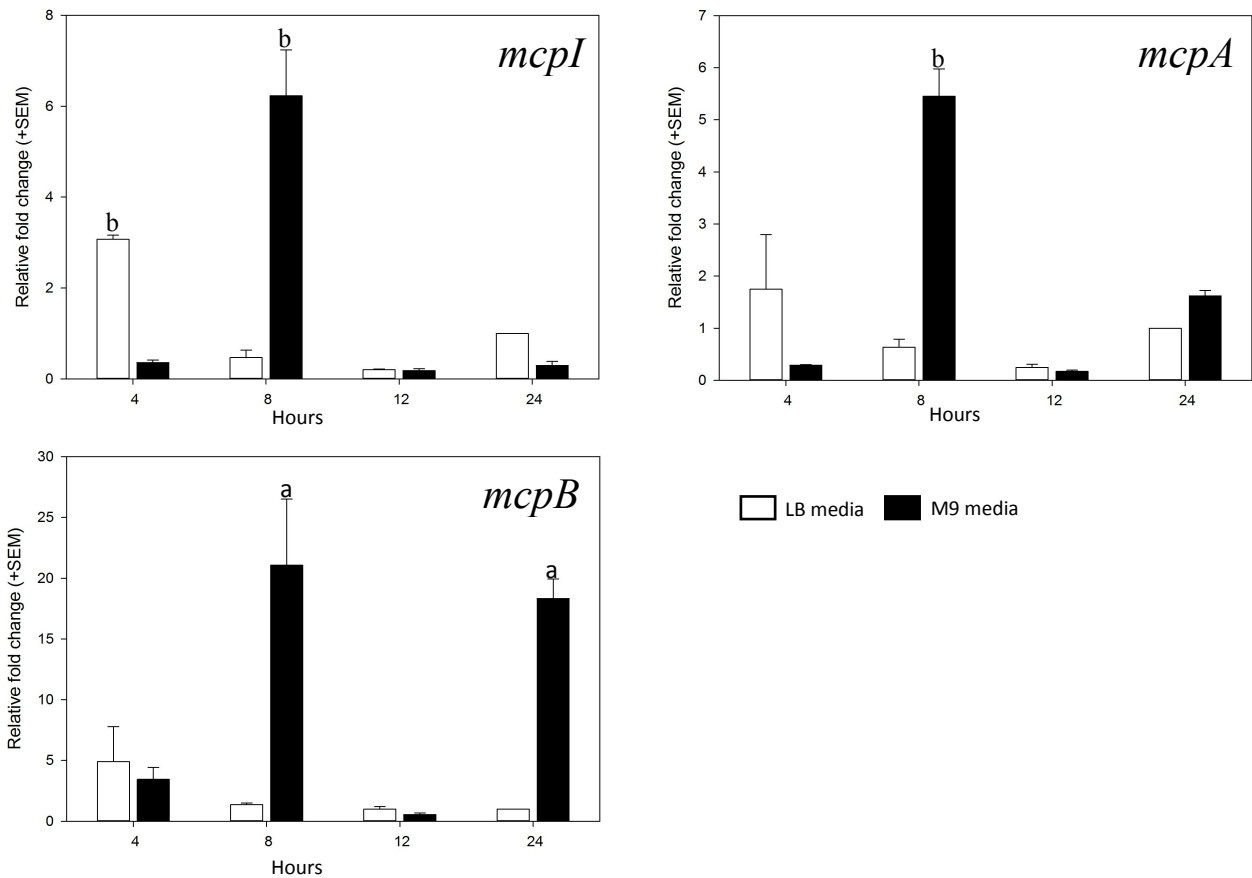 mcpI
Relative fold change (+SEM)
8
6
4
2
0
b
b
4 8 12 24
Hours
mcpA
Relative fold change (+SEM)
7
6
5
4
3
2
1
0
b
4 8 12 24
Hours
mcpB
Relative fold change (+SEM)
30
25
20
15
10
5
0
a
a
4 8 12 24
Hours
LB media M9 media